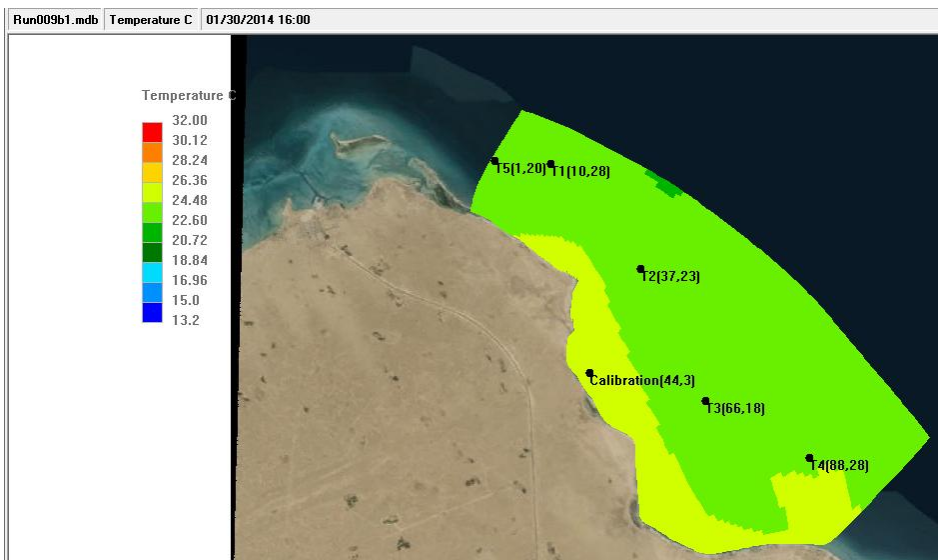 Run009b1.mdb Temperature C 01/30/2014 16:00
Temperature C
32.00
30.12
28.24
26.36
24.48
22.60
20.72
18.84
16.96
15.0
13.2
T5(1,20) T1(10,28)
T2(37,23)
Calibration(44,3)
T3(66,18)
T4(88,28)